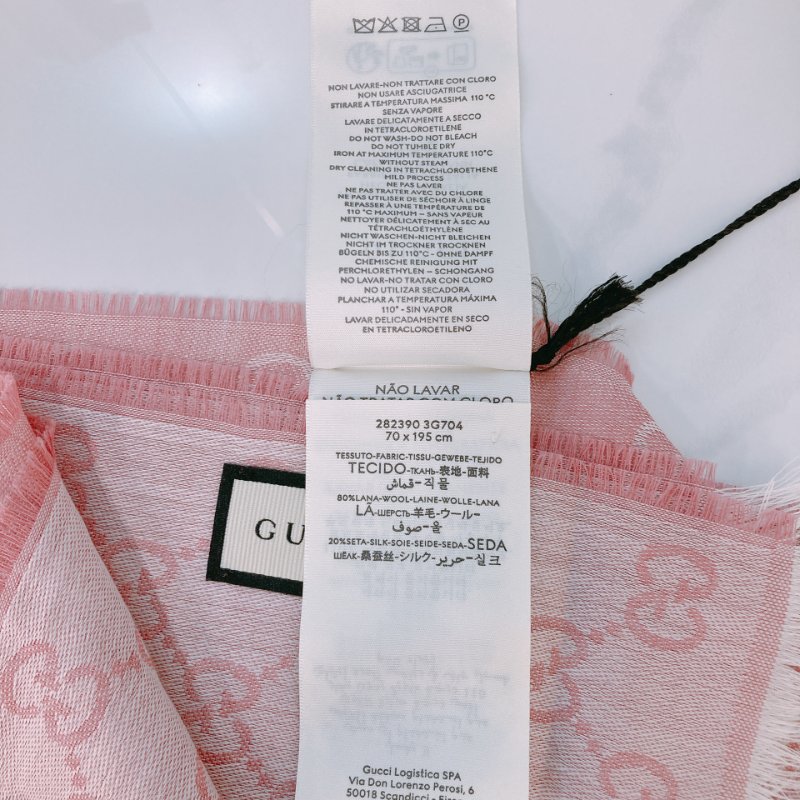 NON LAVARE-NON TRATTARE CON CLORO
NON USARE ASCIUGATRICE
STIRARE A TEMPERATURA MASSIMA 110 °C
SENZA VAPORE
LAVARE DELICATAMENTE A SECCO
IN TETRACLOROETILENE
DO NOT WASH-DO NOT BLEACH
DO NOT TUMBLE DRY
IRON AT MAXIMUM TEMPERATURE 110°C
WITHOUT STEAM
DRY CLEANING IN TETRACHLOROETHENE
MILD PROCESS
NE PAS LAVER
NE PAS TRAITER AVEC DU CHLORE
NE PAS UTILISER DE SÉCHOIR À LINGE
REPASSER À UNE TEMPÉRATURE DE
110 °C MAXIMUM – SANS VAPEUR
NETTOYER DÉLICATEMENT À SEC AU
TÉTRACHLOÉTHYLÈNE
NICHT WASCHEN-NICHT BLEICHEN
NICHT IM TROCKNER TROCKNEN
BÜGELN BIS ZU 110°C - OHNE DAMPF
CHEMISCHE REINIGUNG MIT
PERCHLORETHYLEN – SCHONGANG
NO LAVAR-NO TRATAR CON CLORO
NO UTILIZAR SECADORA
PLANCHAR A TEMPERATURA MÁXIMA
110° - SIN VAPOR
LAVAR DELICADAMENTE EN SECO
EN TETRACLOROETILENO
NÃO LAVAR
NÃO TRATAR COM CLORO
282390 3G704
70 x 195 cm
TESSUTO-FABRIC-TISSU-GEWEBE-TEJIDO
TECIDO-ТКАНЬ-表地-面料
قماش-직물
80%LANA-WOOL-LAINE-WOLLE-LANA
LÃ-ШЕРСТЬ-羊毛-ウール-
صوف-울
20%SETA-SILK-SOIE-SEIDE-SEDA-SEDA
ШЁЛК-桑蚕丝-シルク-حرير-실크
GU
Gucci Logistica SPA
Via Don Lorenzo Perosi, 6
50018 Scandicci -